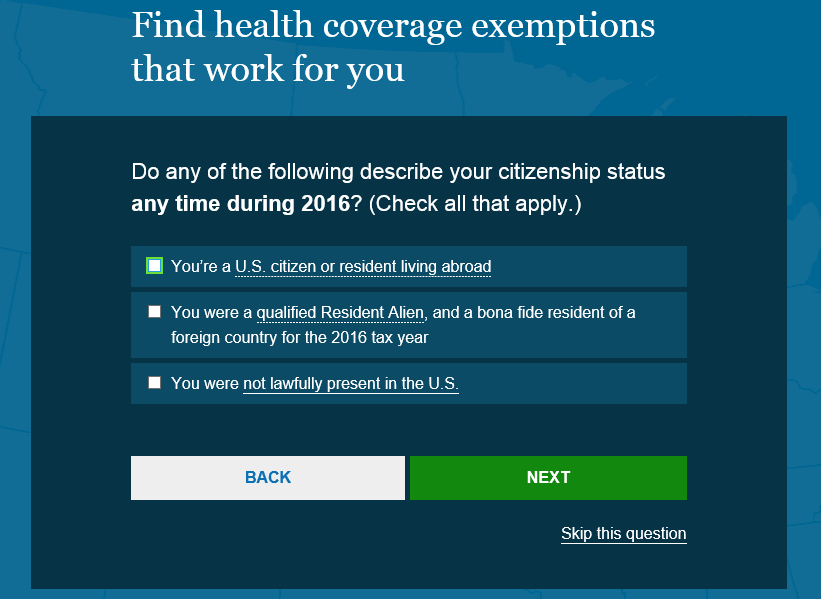 Find health coverage exemptions
that work for you
Do any of the following describe your citizenship status
any time during 2016? (Check all that apply.)
You’re a U.S. citizen or resident living abroad
You were a qualified Resident Alien, and a bona fide resident of a
foreign country for the 2016 tax year
You were not lawfully present in the U.S.
BACK
NEXT
Skip this question